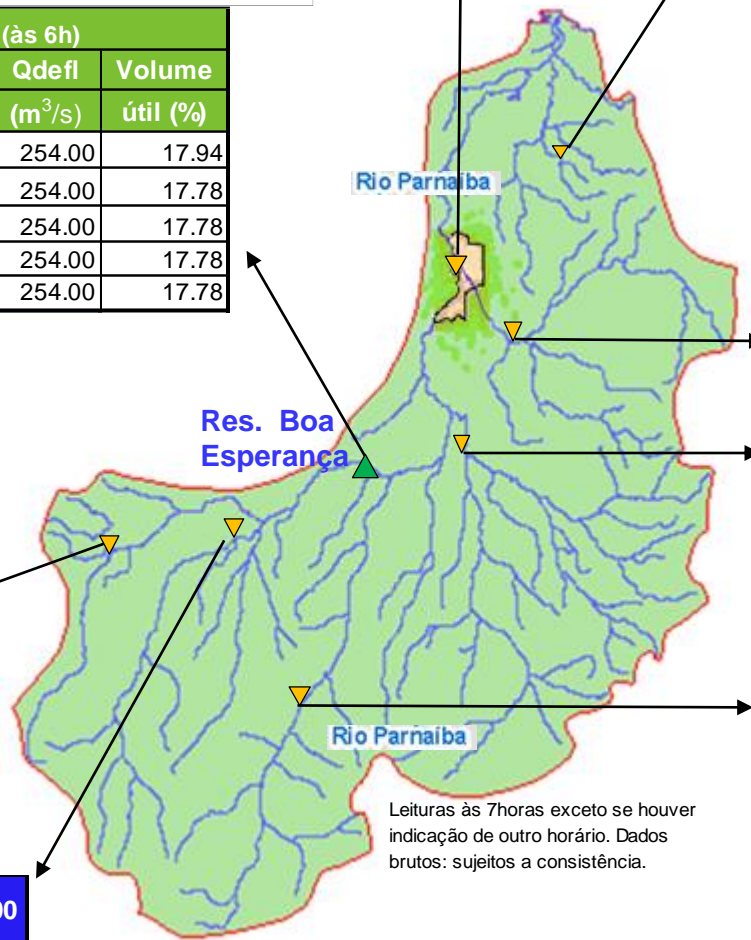 (às 6h)
Qdefl Volume
(m³/s) útil (%)
254.00 17.94
254.00 17.78
254.00 17.78
254.00 17.78
254.00 17.78
Rio Parnaíba
Res. Boa
Esperança
Rio Parnaíba
Leituras às 7horas exceto se houver
indicação de outro horário. Dados
brutos: sujeitos a consistência.